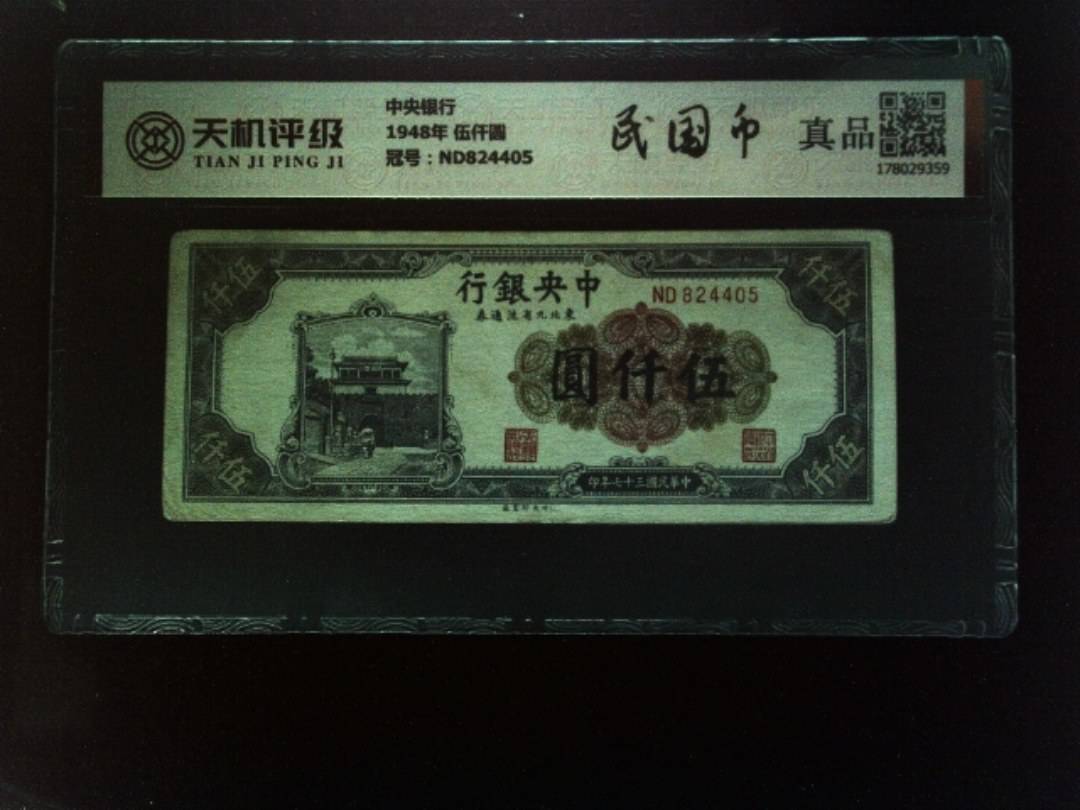 天机评级
TIAN JI PING JI
中央银行
1948年 伍仟圓
冠号：ND824405
民国币
真品
178029359
仟伍
仟伍
行銀央中
ND 824405
券通流省九北東
圓仟伍
仟伍
仟伍
印年七十三國民華中